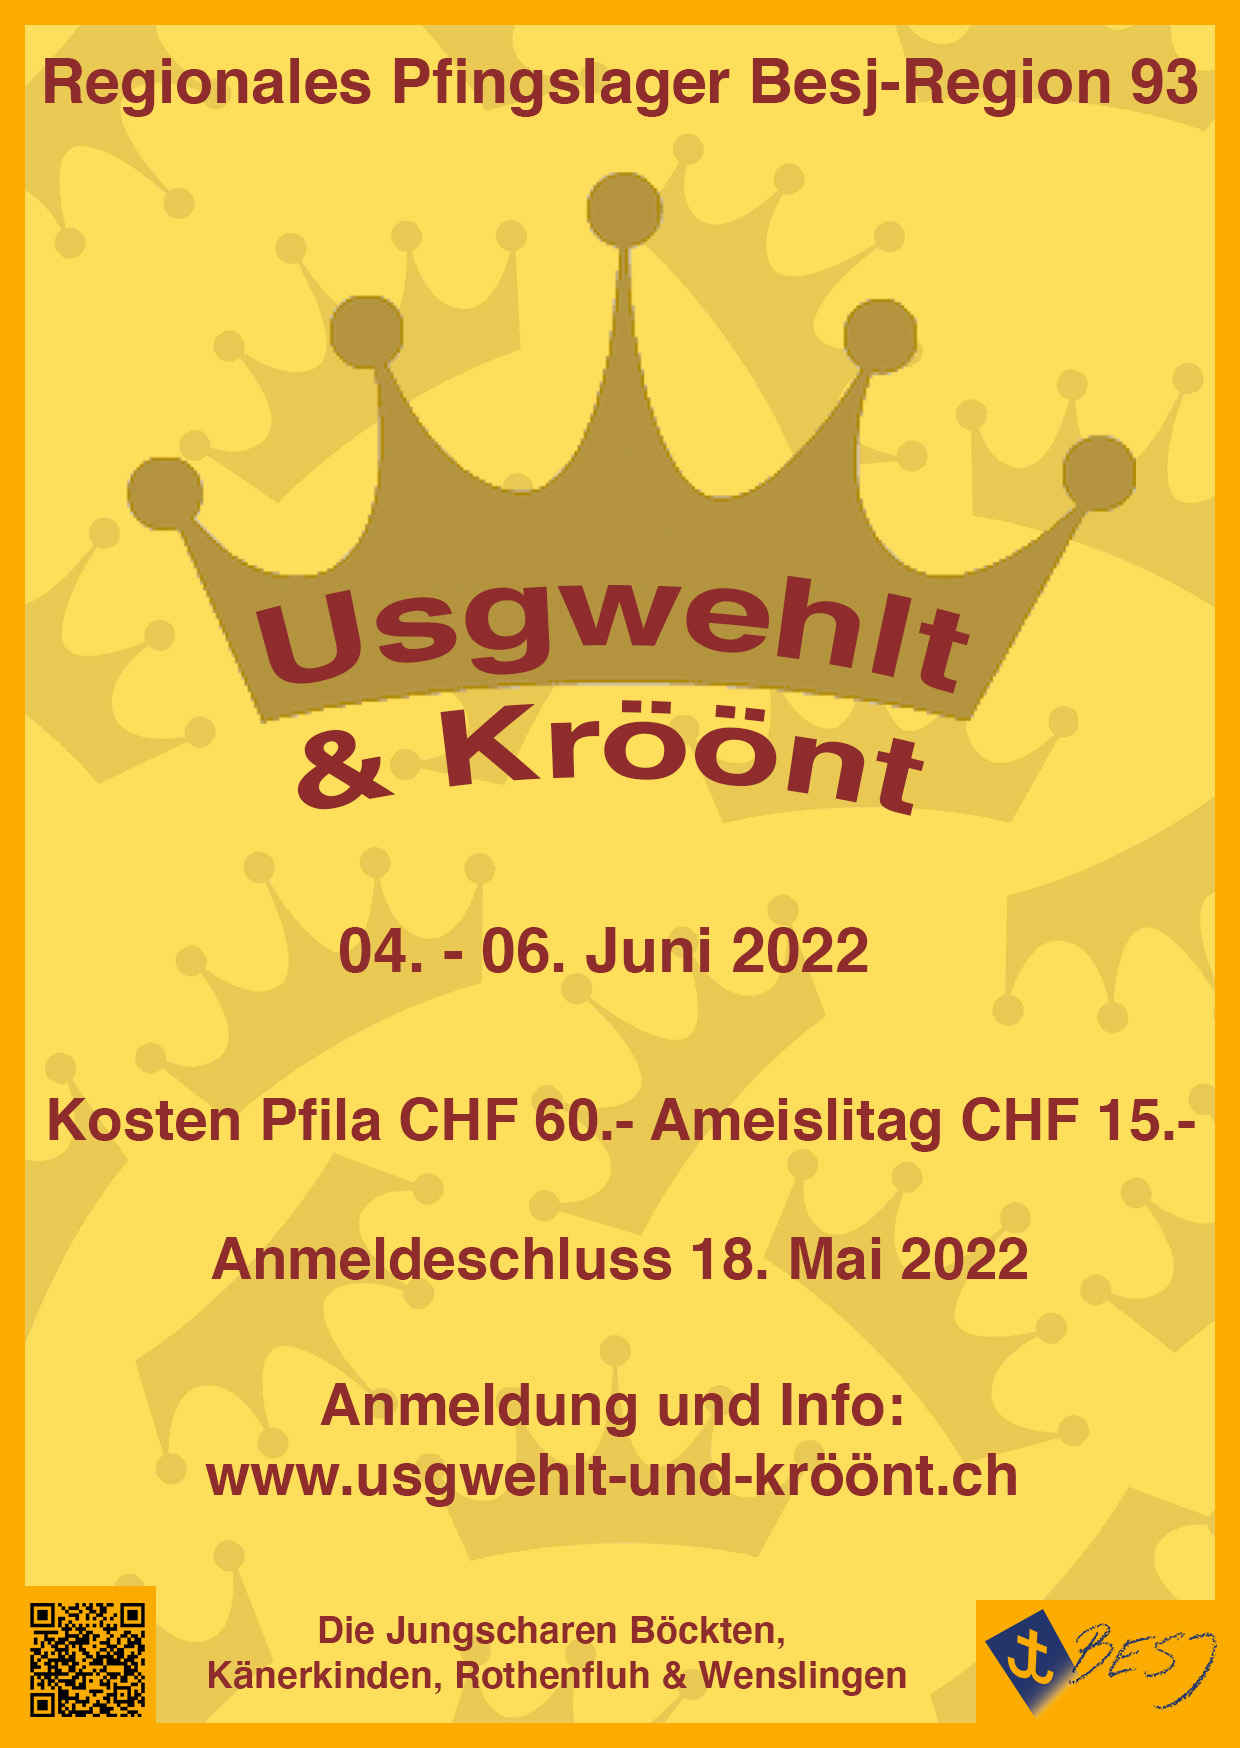 Regionales Pfingslager Besj-Region 93
Usgwehlt
& Kröönt
04. - 06. Juni 2022
Kosten Pfila CHF 60.- Ameislitag CHF 15.-
Anmeldeschluss 18. Mai 2022
Anmeldung und Info:
www.usgwehlt-und-kröönt.ch
Die Jungscharen Böckten,
Känerkinden, Rothenfluh & Wenslingen
BESJ